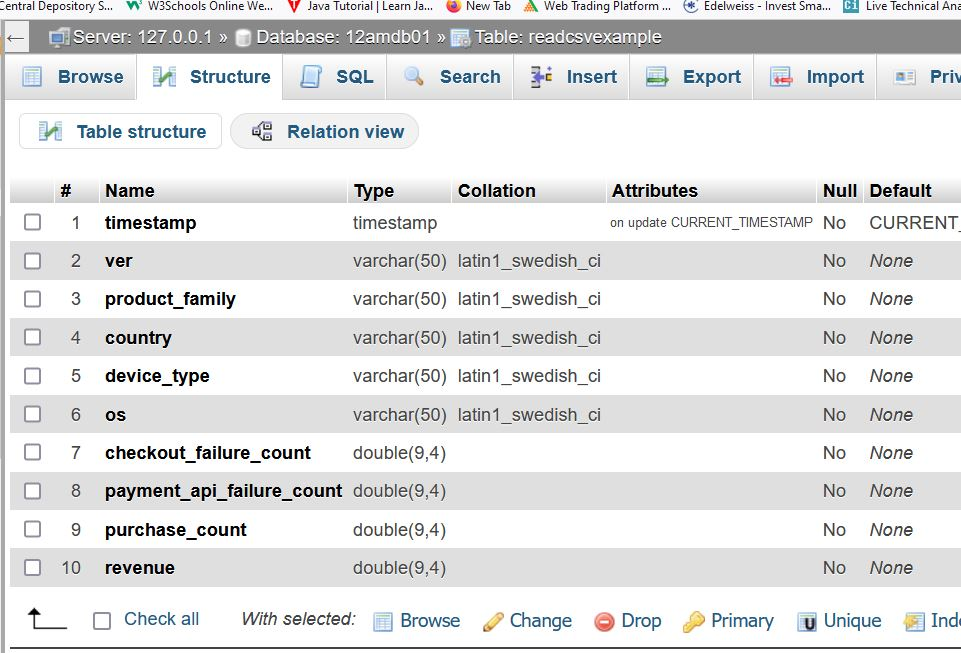 Central Depository S... W3Schools Online We... Java Tutorial | Learn Ja... New Tab Web Trading Platform ... Edelweiss - Invest Sma... Ci Live Technical Ana
← Server: 127.0.0.1 » Database: 12amdb01 » Table: readcsvexample
Browse Structure SQL Search Insert Export Import Priv
Table structure Relation view
# Name Type Collation Attributes Null Default
1 timestamp timestamp on update CURRENT_TIMESTAMP No CURRENT_
2 ver varchar(50) latin1_swedish_ci No None
3 product_family varchar(50) latin1_swedish_ci No None
4 country varchar(50) latin1_swedish_ci No None
5 device_type varchar(50) latin1_swedish_ci No None
6 os varchar(50) latin1_swedish_ci No None
7 checkout_failure_count double(9,4) No None
8 payment_api_failure_count double(9,4) No None
9 purchase_count double(9,4) No None
10 revenue double(9,4) No None
Check all With selected: Browse Change Drop Primary Unique Inde